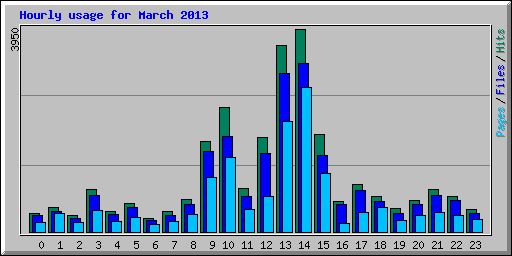 Hourly usage for March 2013
3950
Pages/Files/Hits
0 1 2 3 4 5 6 7 8 9 10 11 12 13 14 15 16 17 18 19 20 21 22 23